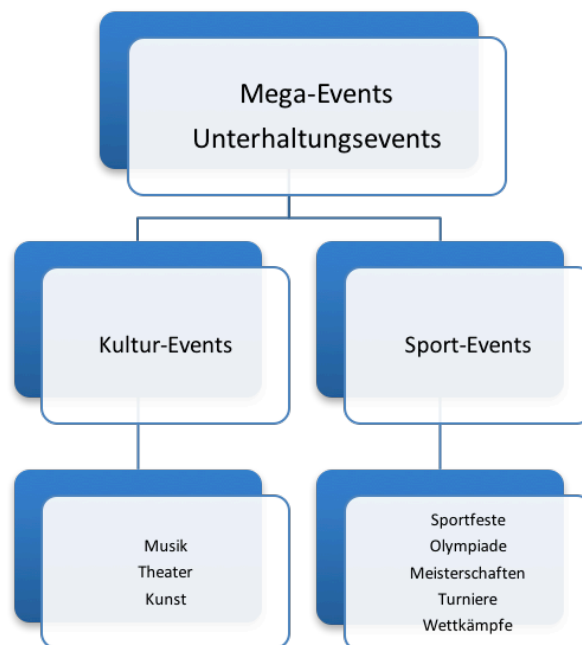 Mega-Events
Unterhaltungsevents
Kultur-Events
Sport-Events
Musik
Theater
Kunst
Sportfeste
Olympiade
Meisterschaften
Turniere
Wettkämpfe